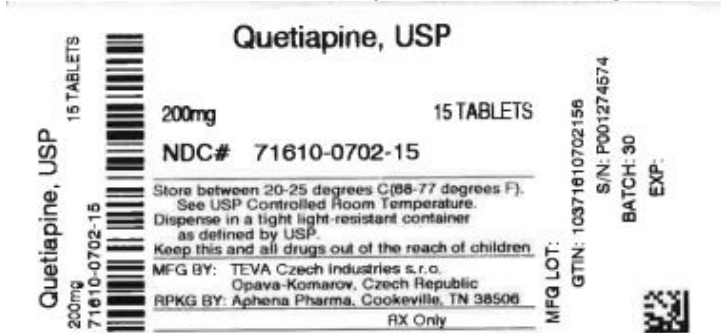 Quetiapine, USP
200mg 15 TABLETS
NDC# 71610-0702-15
Store between 20-25 degrees C(68-77 degrees F).
See USP Controlled Room Temperature.
Dispense in a tight light-resistant container
as defined by USP.
Keep this and all drugs out of the reach of children
MFG BY: TEVA Czech Industries s.r.o.
Opava-Komarov, Czech Republic
RPKG BY: Aphena Pharma, Cookeville, TN 38506
RX Only
Quetiapine, USP
200mg 15 TABLETS
71610-0702-15
MFG LOT:
GTIN: 10371610702156
S/N: P001274574
BATCH: 30
EXP: